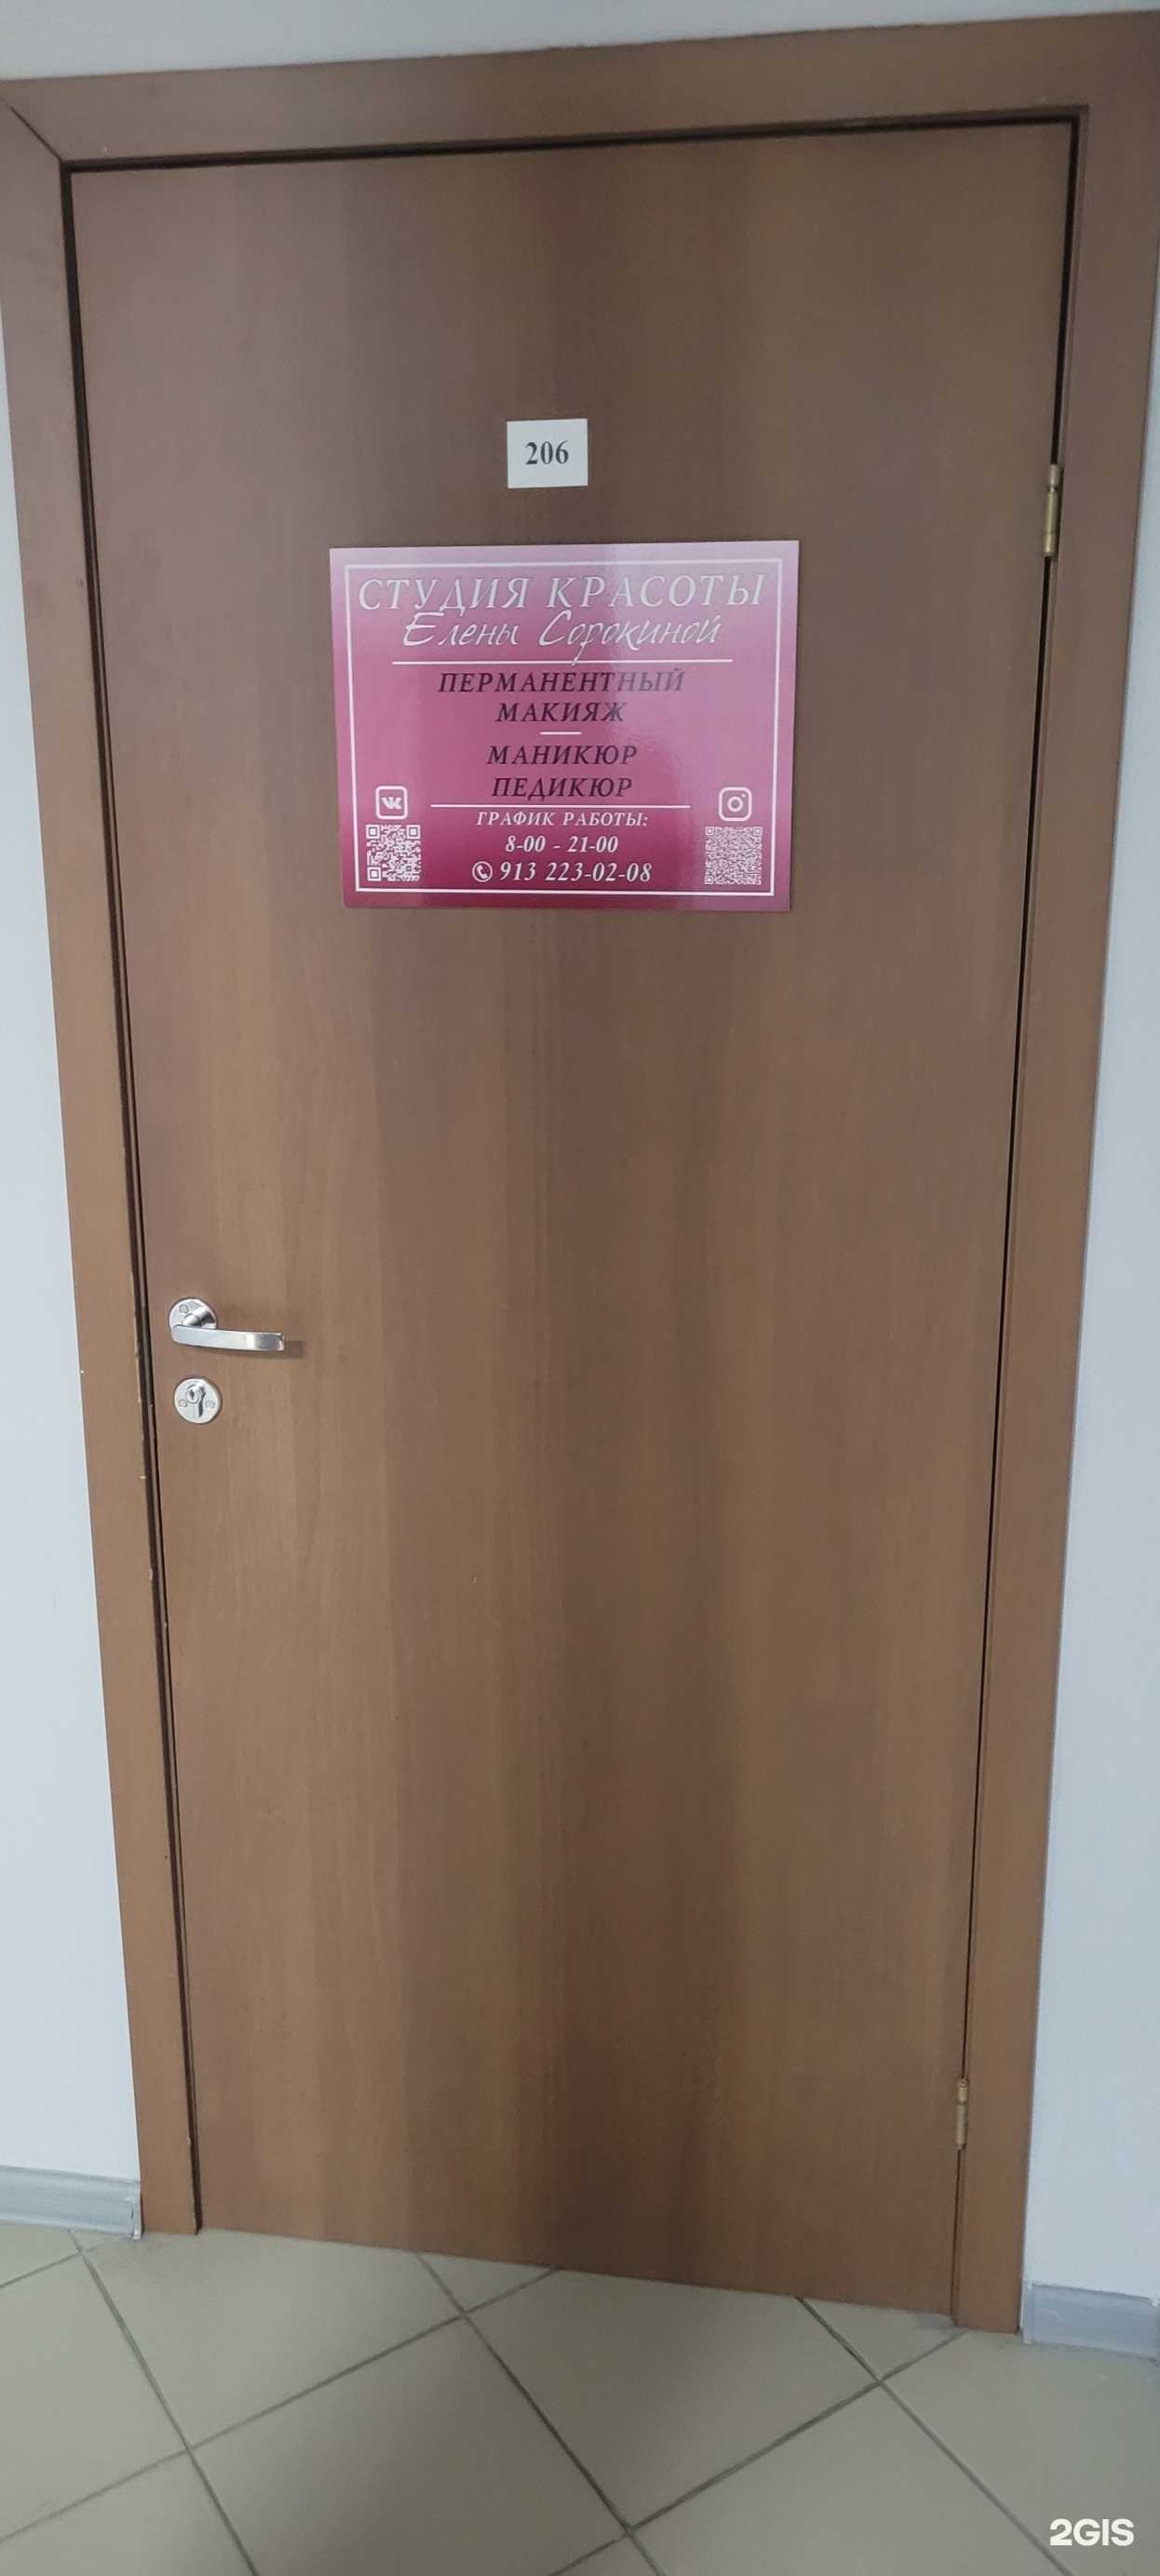 206
СТУДИЯ КРАСОТЫ
Елены Сорокиной
ПЕРМАНЕНТНЫЙ
МАКИЯЖ
МАНИКЮР
ПЕДИКЮР
ГРАФИК РАБОТЫ:
8-00 - 21-00
913 223-02-08
2GIS